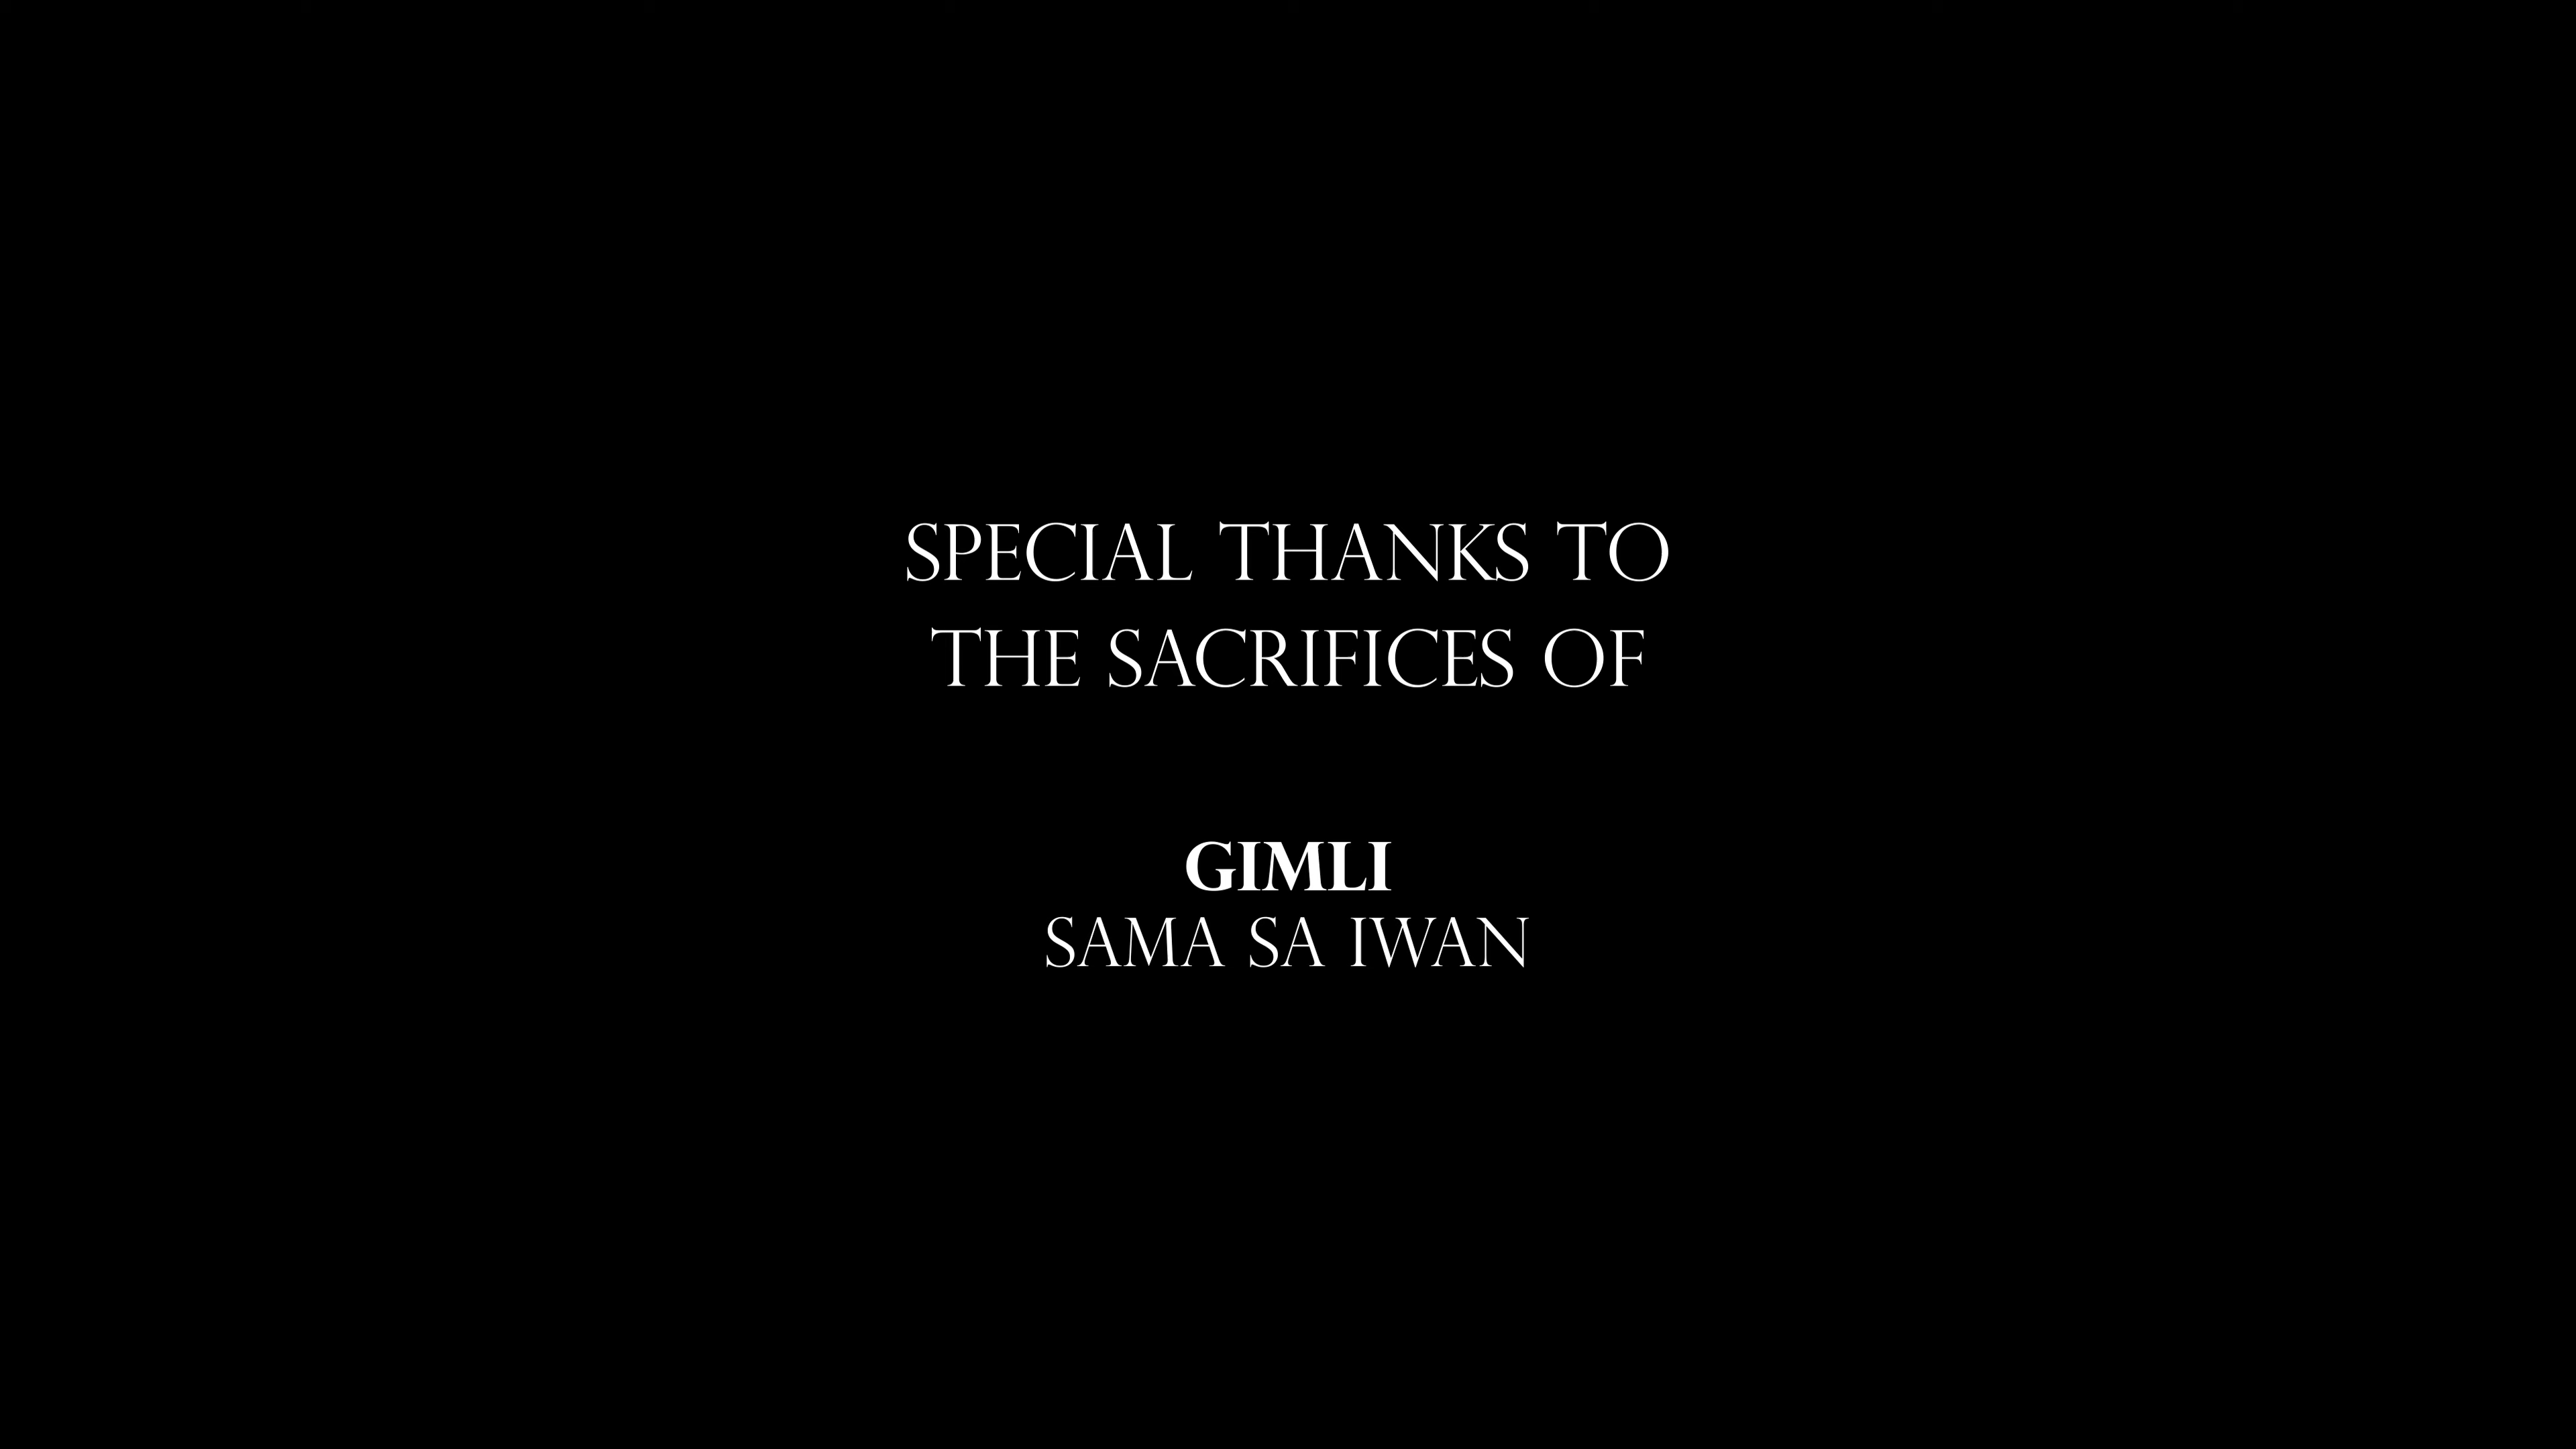 SPECIAL THANKS TO
THE SACRIFICES OF
GIMLI
SAMA SA IWAN